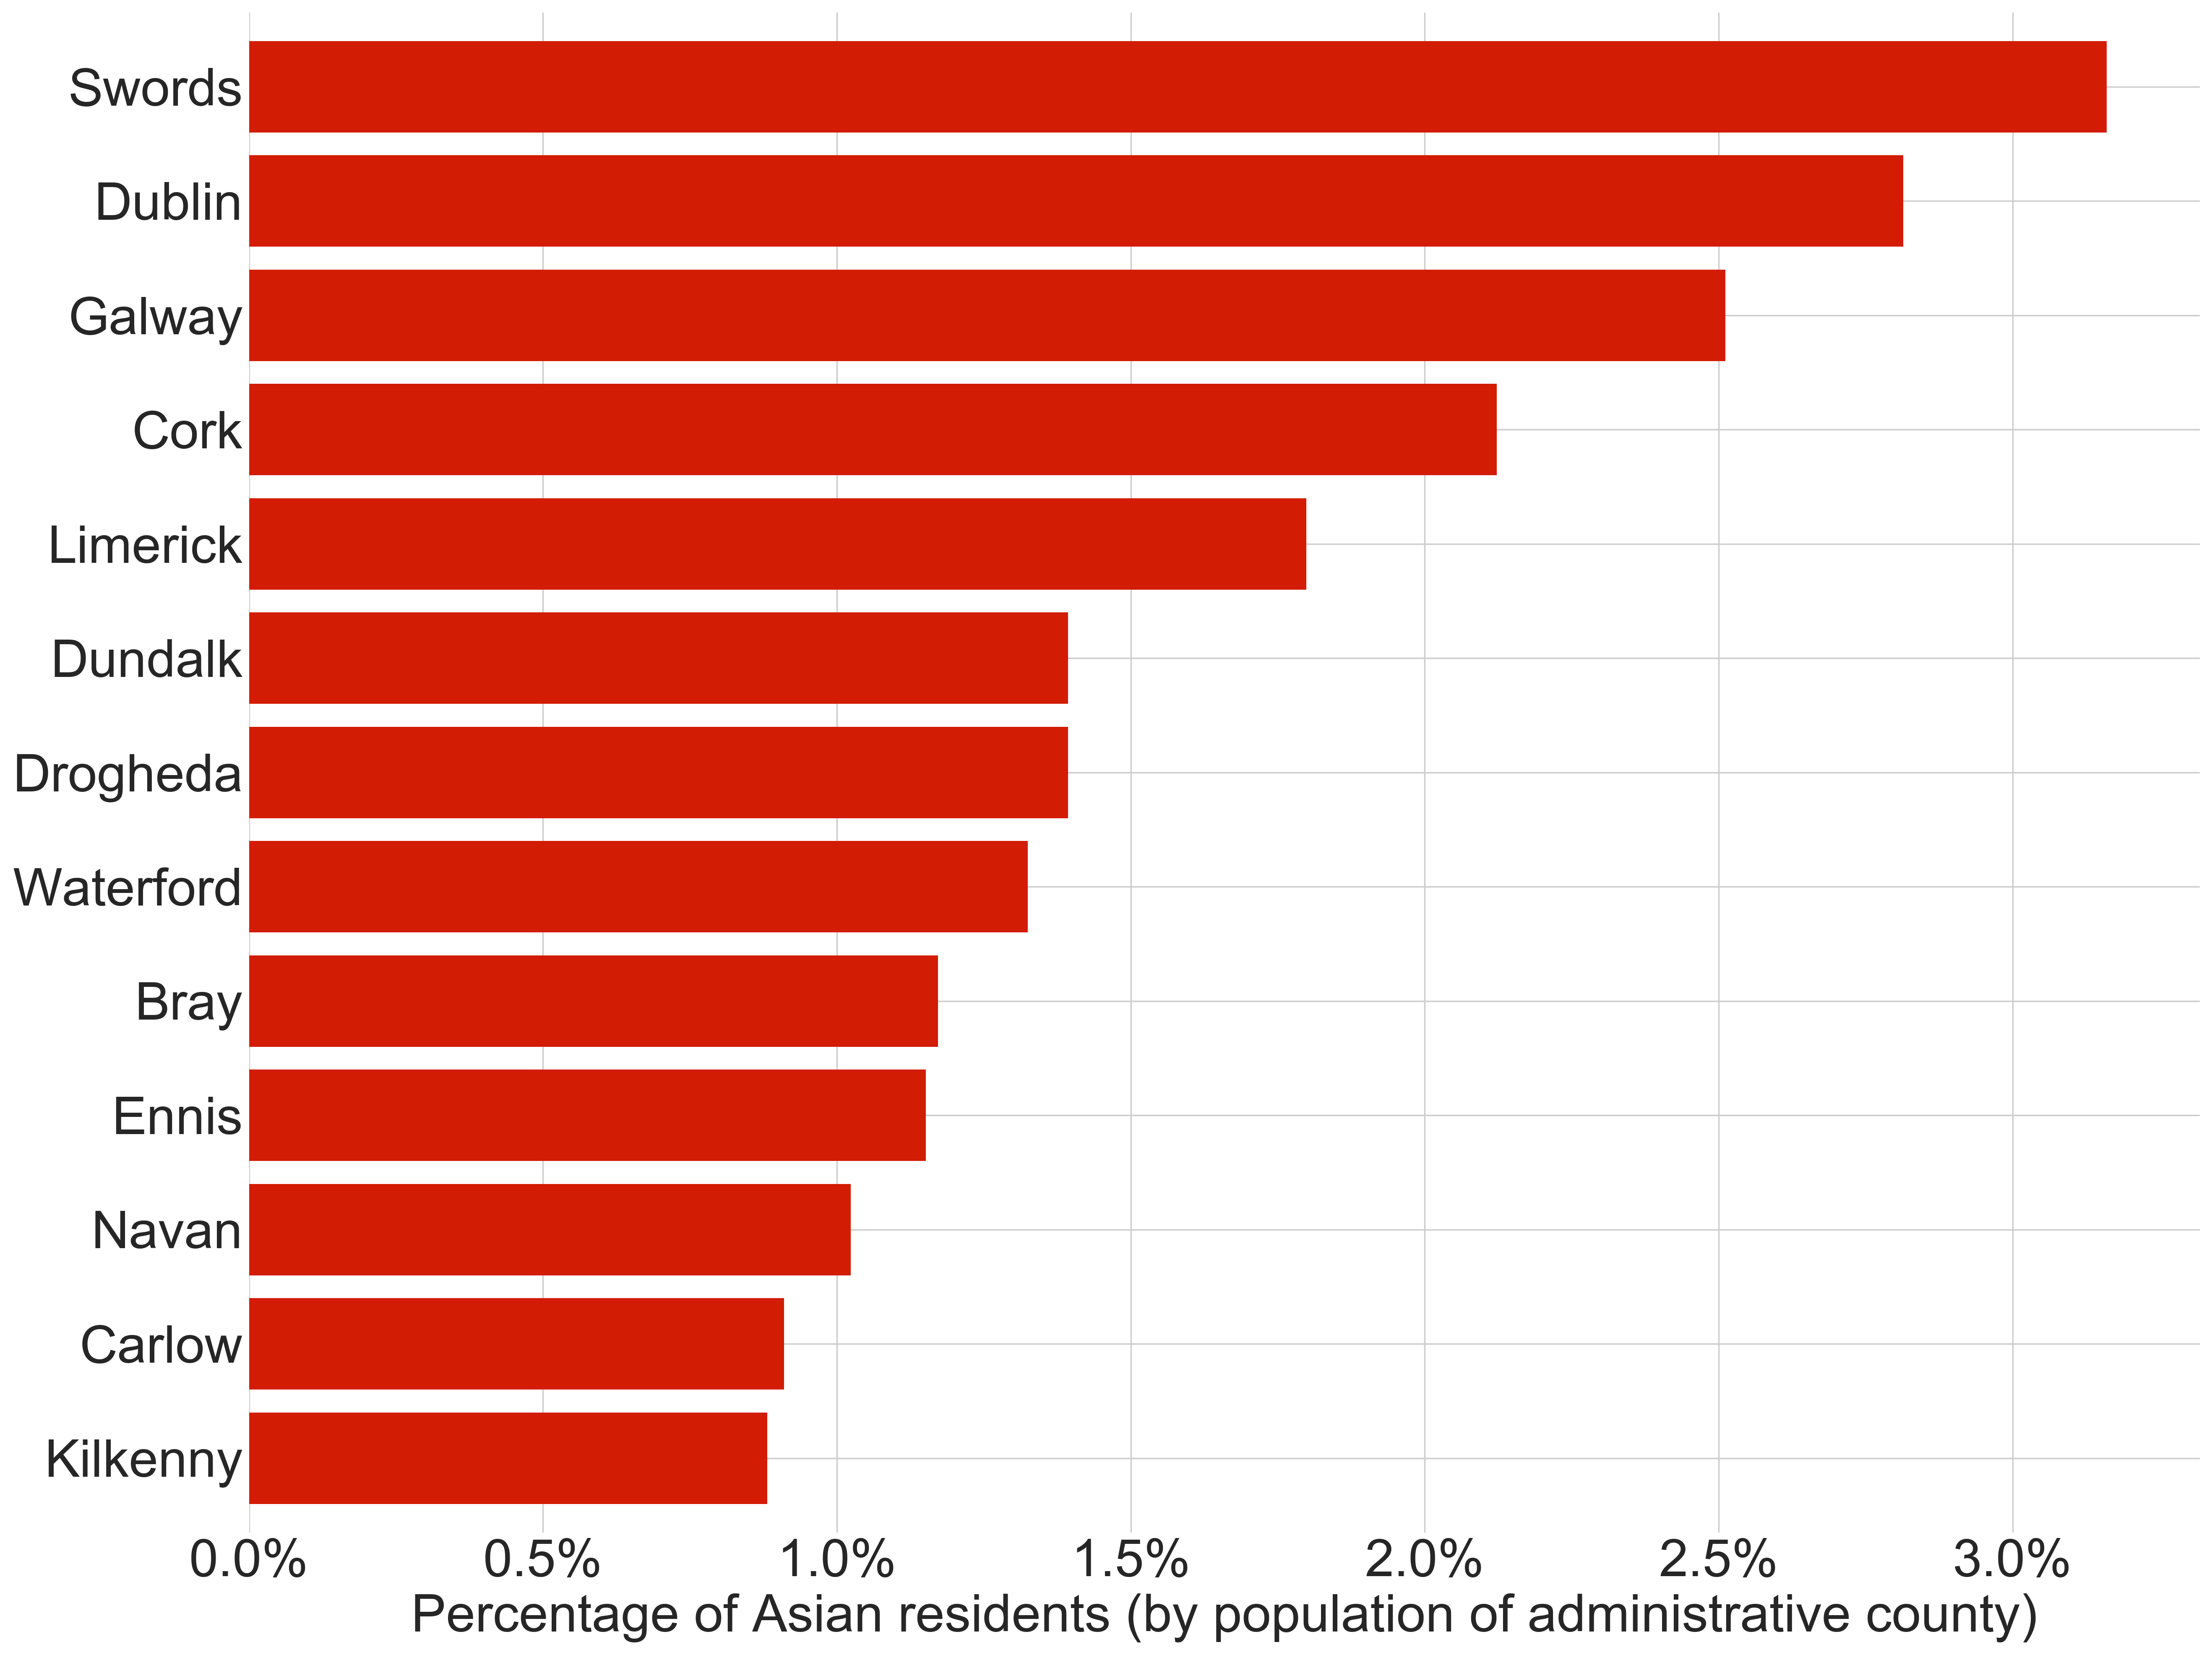 Swords
Dublin
Galway
Cork
Limerick
Dundalk
Drogheda
Waterford
Bray
Ennis
Navan
Carlow
Kilkenny
0.0% 0.5% 1.0% 1.5% 2.0% 2.5% 3.0%
Percentage of Asian residents (by population of administrative county)